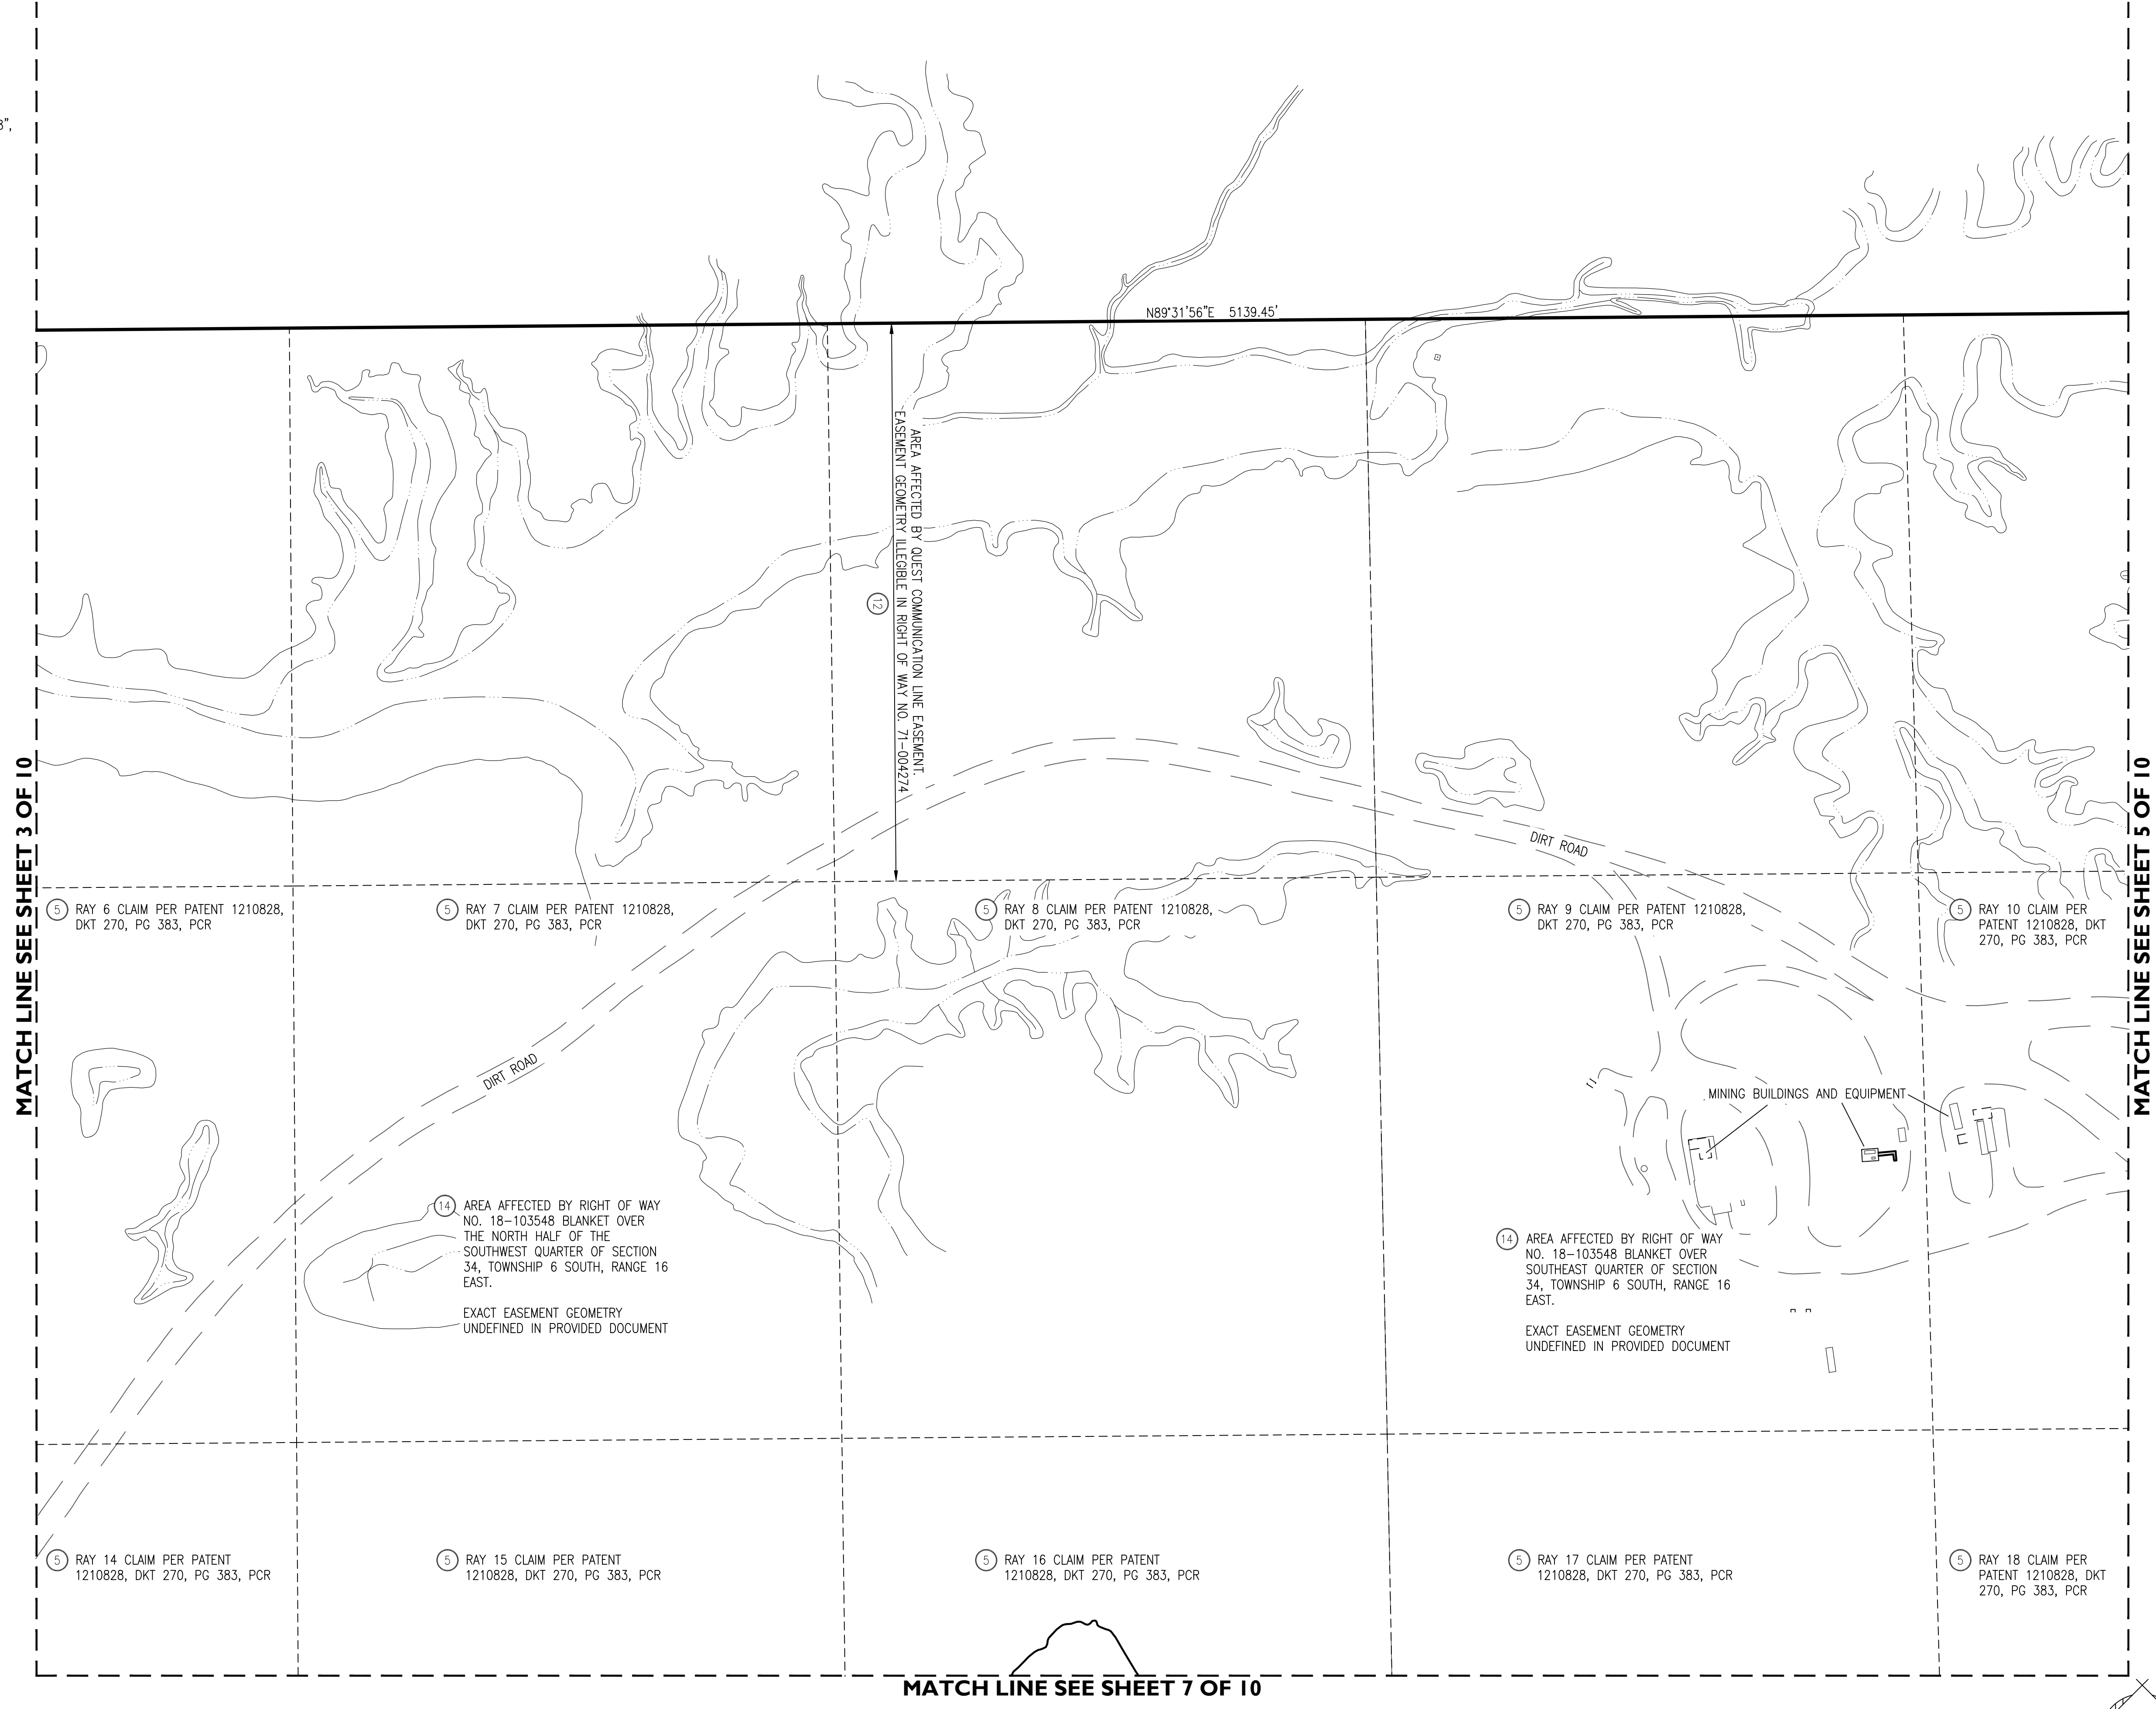 3",
N89°31'56"E 5139.45'
AREA AFFECTED BY QUEST COMMUNICATION LINE EASEMENT.
EASEMENT GEOMETRY ILLEGIBLE IN RIGHT OF WAY NO. 71-004274
12
MATCH LINE SEE SHEET 3 OF 10
MATCH LINE SEE SHEET 5 OF 10
DIRT ROAD
5 RAY 6 CLAIM PER PATENT 1210828,
DKT 270, PG 383, PCR
5 RAY 7 CLAIM PER PATENT 1210828,
DKT 270, PG 383, PCR
5 RAY 8 CLAIM PER PATENT 1210828,
DKT 270, PG 383, PCR
5 RAY 9 CLAIM PER PATENT 1210828,
DKT 270, PG 383, PCR
5 RAY 10 CLAIM PER
PATENT 1210828, DKT
270, PG 383, PCR
DIRT ROAD
MINING BUILDINGS AND EQUIPMENT
14 AREA AFFECTED BY RIGHT OF WAY
NO. 18-103548 BLANKET OVER
THE NORTH HALF OF THE
SOUTHWEST QUARTER OF SECTION
34, TOWNSHIP 6 SOUTH, RANGE 16
EAST.
EXACT EASEMENT GEOMETRY
UNDEFINED IN PROVIDED DOCUMENT
14 AREA AFFECTED BY RIGHT OF WAY
NO. 18-103548 BLANKET OVER
SOUTHEAST QUARTER OF SECTION
34, TOWNSHIP 6 SOUTH, RANGE 16
EAST.
EXACT EASEMENT GEOMETRY
UNDEFINED IN PROVIDED DOCUMENT
5 RAY 14 CLAIM PER PATENT
1210828, DKT 270, PG 383, PCR
5 RAY 15 CLAIM PER PATENT
1210828, DKT 270, PG 383, PCR
5 RAY 16 CLAIM PER PATENT
1210828, DKT 270, PG 383, PCR
5 RAY 17 CLAIM PER PATENT
1210828, DKT 270, PG 383, PCR
5 RAY 18 CLAIM PER
PATENT 1210828, DKT
270, PG 383, PCR
MATCH LINE SEE SHEET 7 OF 10